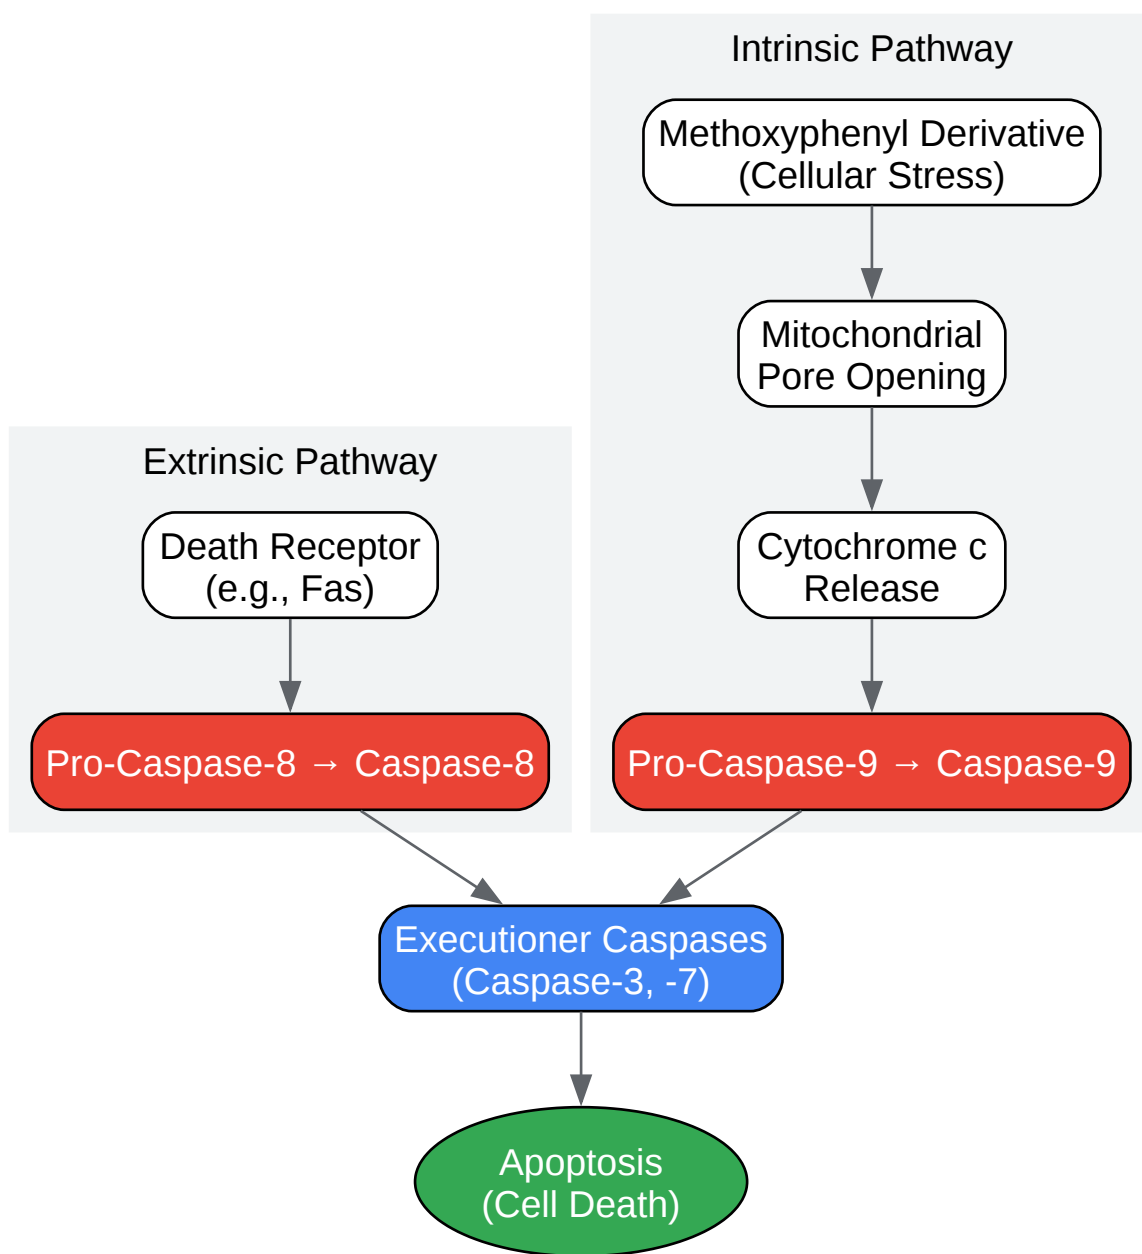 Intrinsic Pathway
Methoxyphenyl Derivative
(Cellular Stress)
Mitochondrial
Pore Opening
Cytochrome c
Release
Pro-Caspase-9 → Caspase-9
Extrinsic Pathway
Death Receptor
(e.g., Fas)
Pro-Caspase-8 → Caspase-8
Executioner Caspases
(Caspase-3, -7)
Apoptosis
(Cell Death)